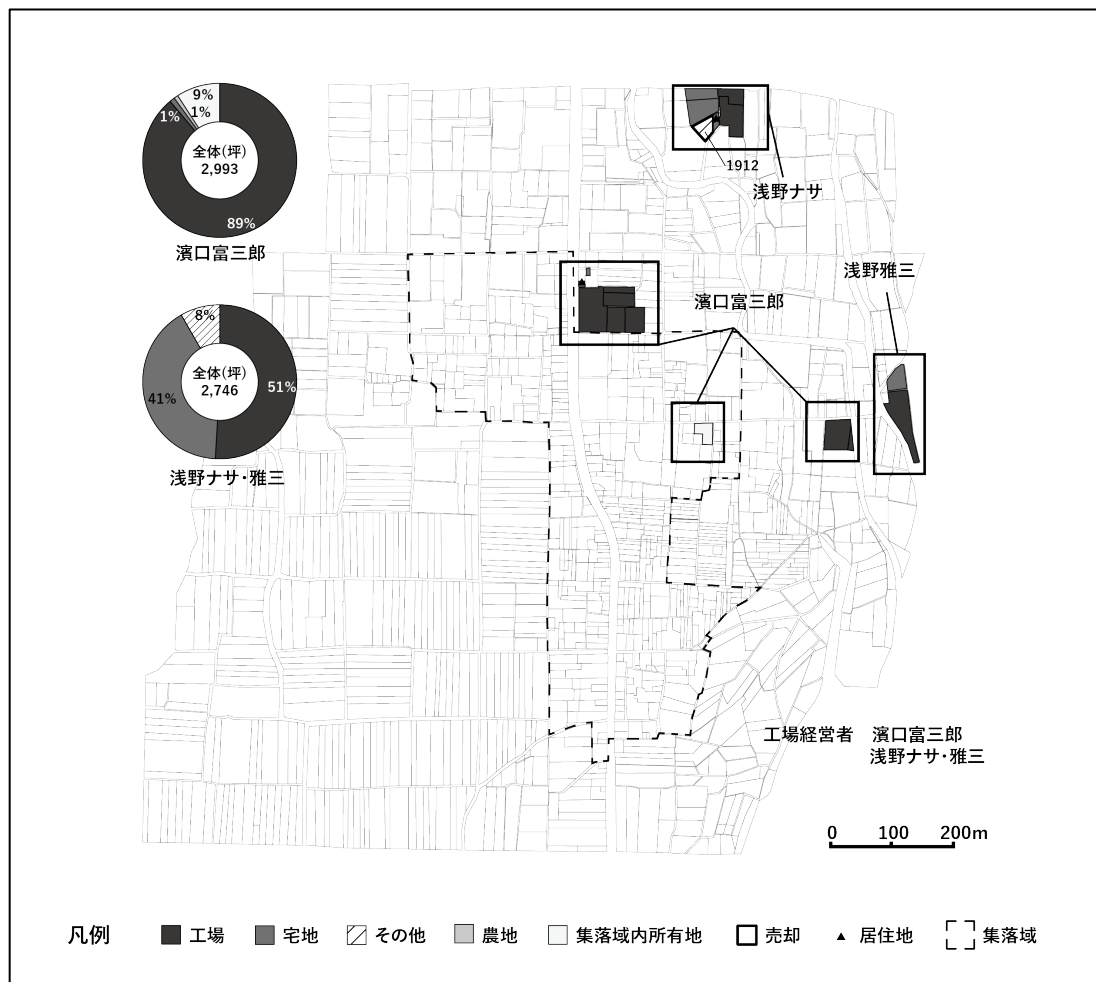 9%
1%
1%
全体(坪)
2,993
89%
濱口富三郎
1912
浅野ナサ
浅野雅三
濱口富三郎
8%
全体(坪)
2,746
51%
41%
浅野ナサ・雅三
工場経営者 濱口富三郎
浅野ナサ・雅三
0 100 200m
凡例 工場 宅地 その他 農地 集落域内所有地 売却 居住地 集落域